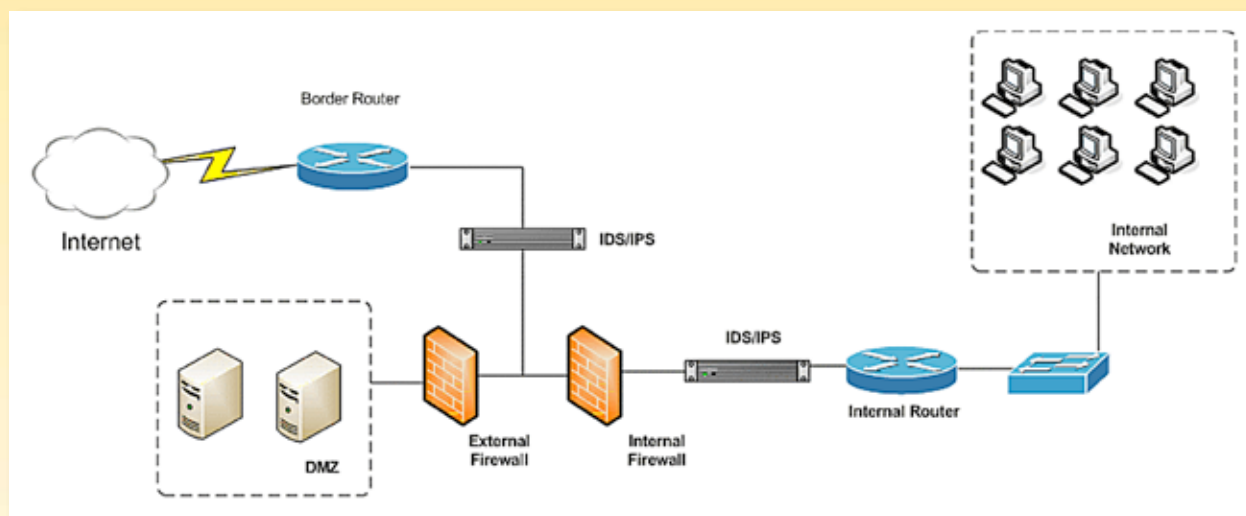 Border Router
Internet
IDS/IPS
Internal
Network
DMZ
External
Firewall
Internal
Firewall
IDS/IPS
Internal Router